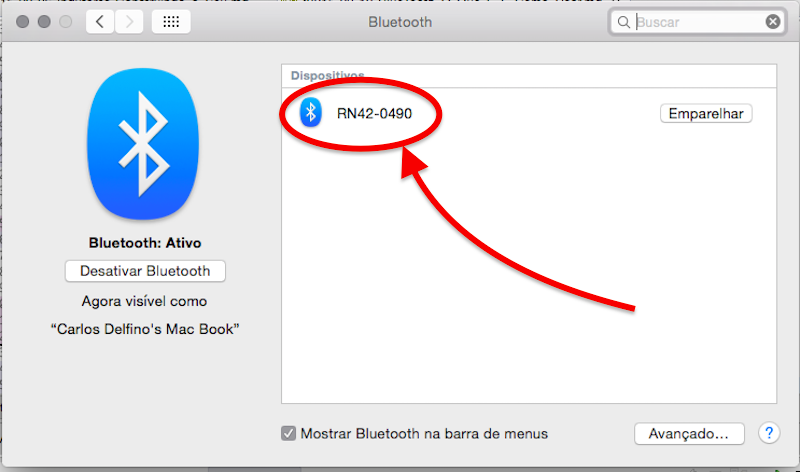 Bluetooth
Buscar
Dispositivos
RN42-0490
Emparelhar
Bluetooth: Ativo
Desativar Bluetooth
Agora visível como
“Carlos Delfino's Mac Book”
Mostrar Bluetooth na barra de menus
Avançado...
?